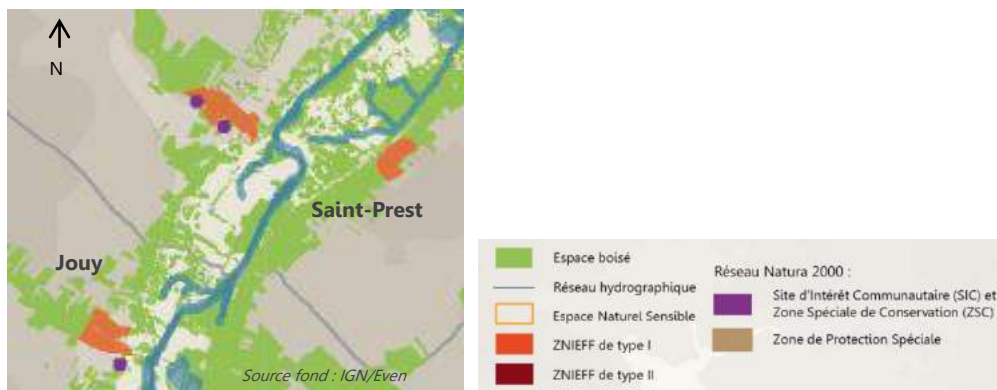 N
Saint-Prest
Jouy
Source fond : IGN/Even
Espace boisé
Réseau hydrographique
Espace Naturel Sensible
ZNIEFF de type I
ZNIEFF de type II
Réseau Natura 2000 :
Site d'Intérêt Communautaire (SIC) et
Zone Spéciale de Conservation (ZSC)
Zone de Protection Spéciale